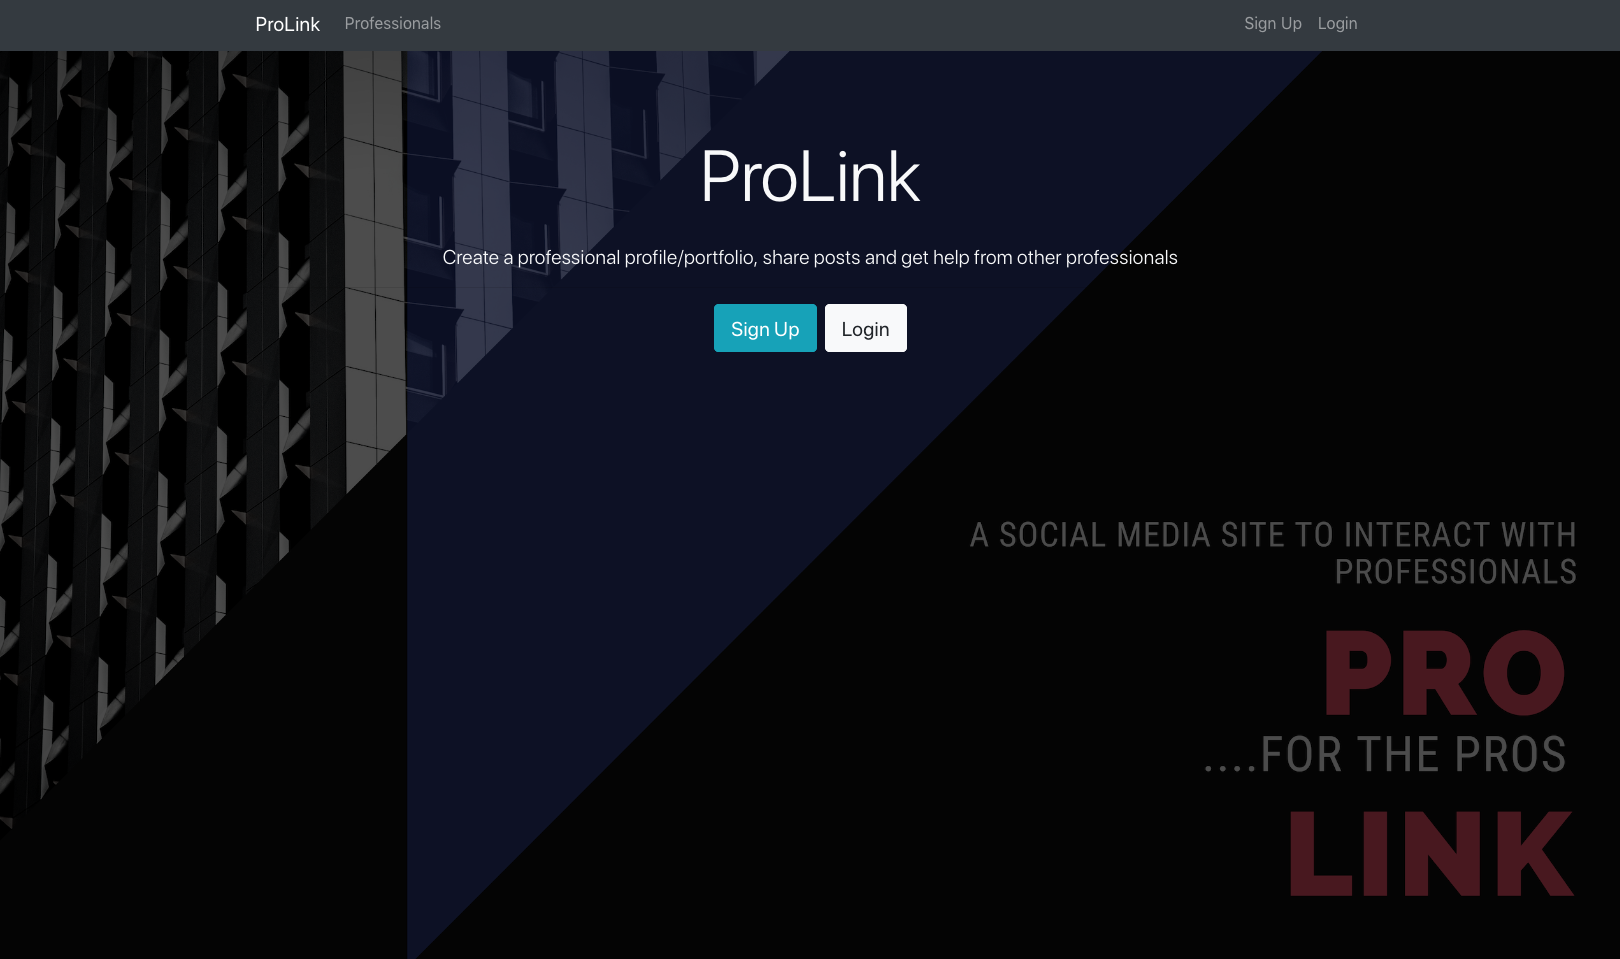 ProLink Professionals Sign Up Login
ProLink
Create a professional profile/portfolio, share posts and get help from other professionals
Sign Up Login
A SOCIAL MEDIA SITE TO INTERACT WITH
PROFESSIONALS
PRO
....FOR THE PROS
LINK